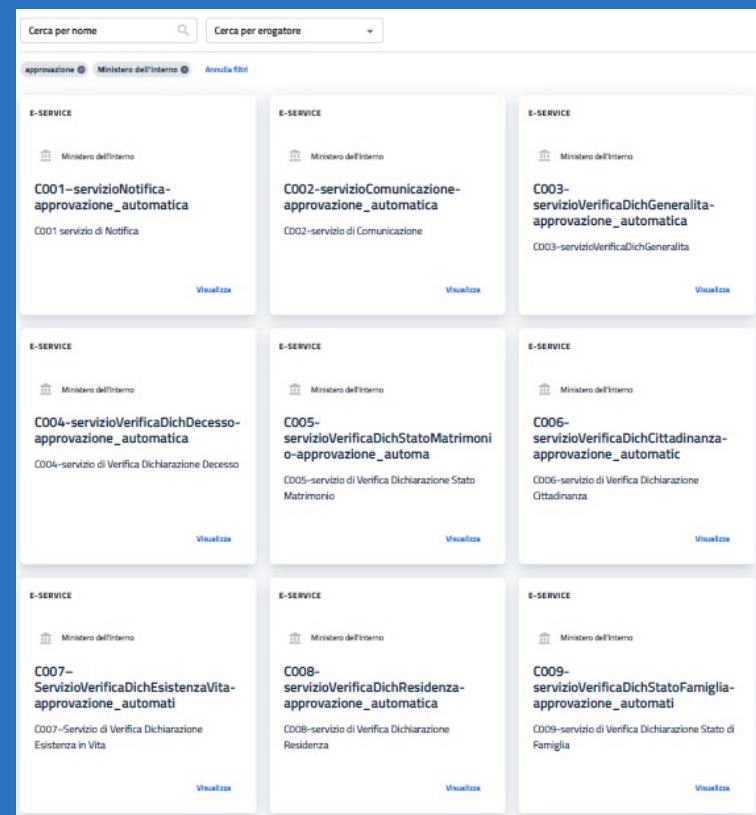 Cerca per nome
Cerca per erogatore
approvazione
Ministero dell'Interno
Annulla filtri
E-SERVICE
Ministero dell'Interno
C001–servizioNotifica-
approvazione_automatica
C001 servizio di Notifica
Visualizza
E-SERVICE
Ministero dell'Interno
C002-servizioComunicazione-
approvazione_automatica
C002-servizio di Comunicazione
Visualizza
E-SERVICE
Ministero dell'Interno
C003-
servizioVerificaDichGeneralita-
approvazione_automatica
C003-servizioVerificaDichGeneralita
Visualizza
E-SERVICE
Ministero dell'Interno
C004-servizioVerificaDichDecesso-
approvazione_automatica
C004-servizio di Verifica Dichiarazione Decesso
Visualizza
E-SERVICE
Ministero dell'Interno
C005-
servizioVerificaDichStatoMatrimoni
o-approvazione_automa
C005-servizio di Verifica Dichiarazione Stato
Matrimonio
Visualizza
E-SERVICE
Ministero dell'Interno
C006-
servizioVerificaDichCittadinanza-
approvazione_automatic
C006-servizio di Verifica Dichiarazione
Cittadinanza
Visualizza
E-SERVICE
Ministero dell'Interno
C007–
ServizioVerificaDichEsistenzaVita-
approvazione_automati
C007–Servizio di Verifica Dichiarazione
Esistenza in Vita
Visualizza
E-SERVICE
Ministero dell'Interno
C008-
servizioVerificaDichResidenza-
approvazione_automatica
C008-servizio di Verifica Dichiarazione
Residenza
Visualizza
E-SERVICE
Ministero dell'Interno
C009-
servizioVerificaDichStatoFamiglia-
approvazione_automati
C009-servizio di Verifica Dichiarazione Stato di
Famiglia
Visualizza